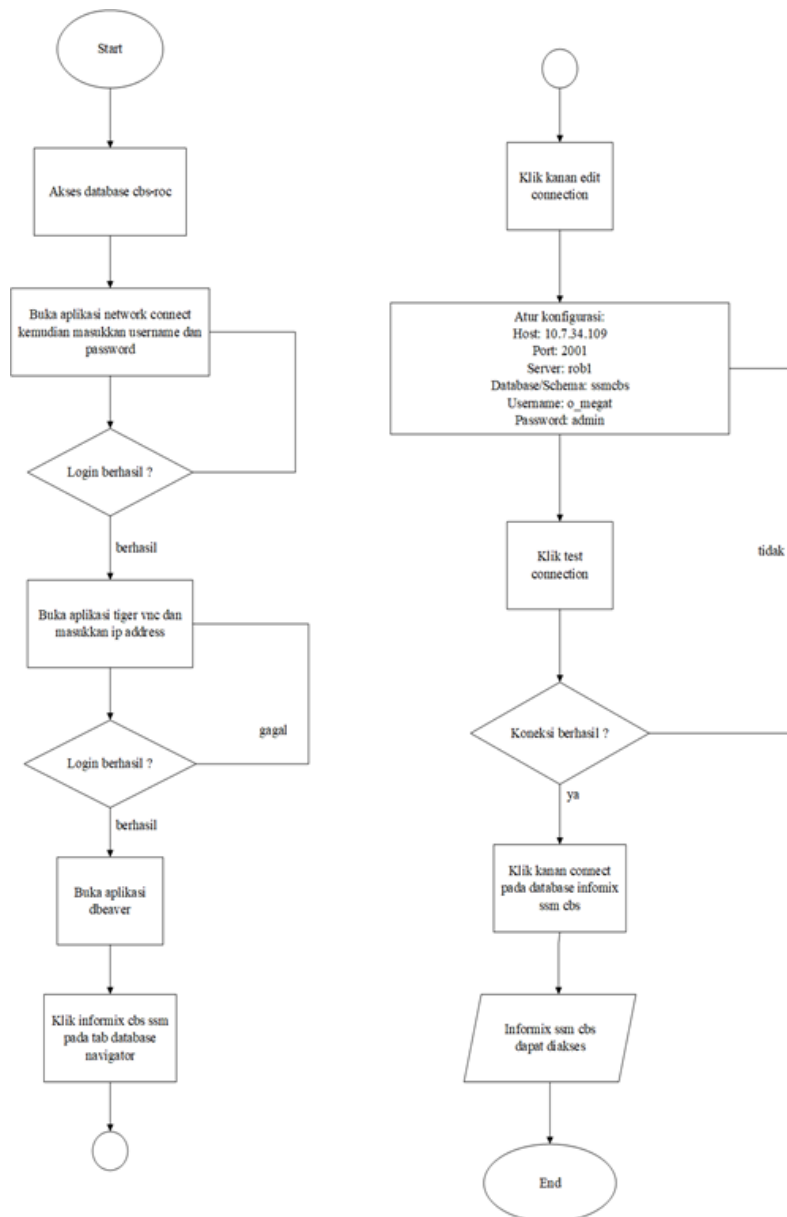 Start
Akses database cbs-roc
Buka aplikasi network connect
kemudian masukkan username dan
password
Login berhasil ?
berhasil
Buka aplikasi tiger vnc dan
masukkan ip address
gagal
Login berhasil ?
berhasil
Buka aplikasi
dbeaver
Klik informix cbs ssm
pada tab database
navigator
Klik kanan edit
connection
Atur konfigurasi:
Host: 10.7.34.109
Port: 2001
Server: rob1
Database/Schema: ssmcbs
Username: o_megat
Password: admin
Klik test
connection
tidak
Koneksi berhasil ?
ya
Klik kanan connect
pada database infomix
ssm cbs
Informix ssm cbs
dapat diakses
End